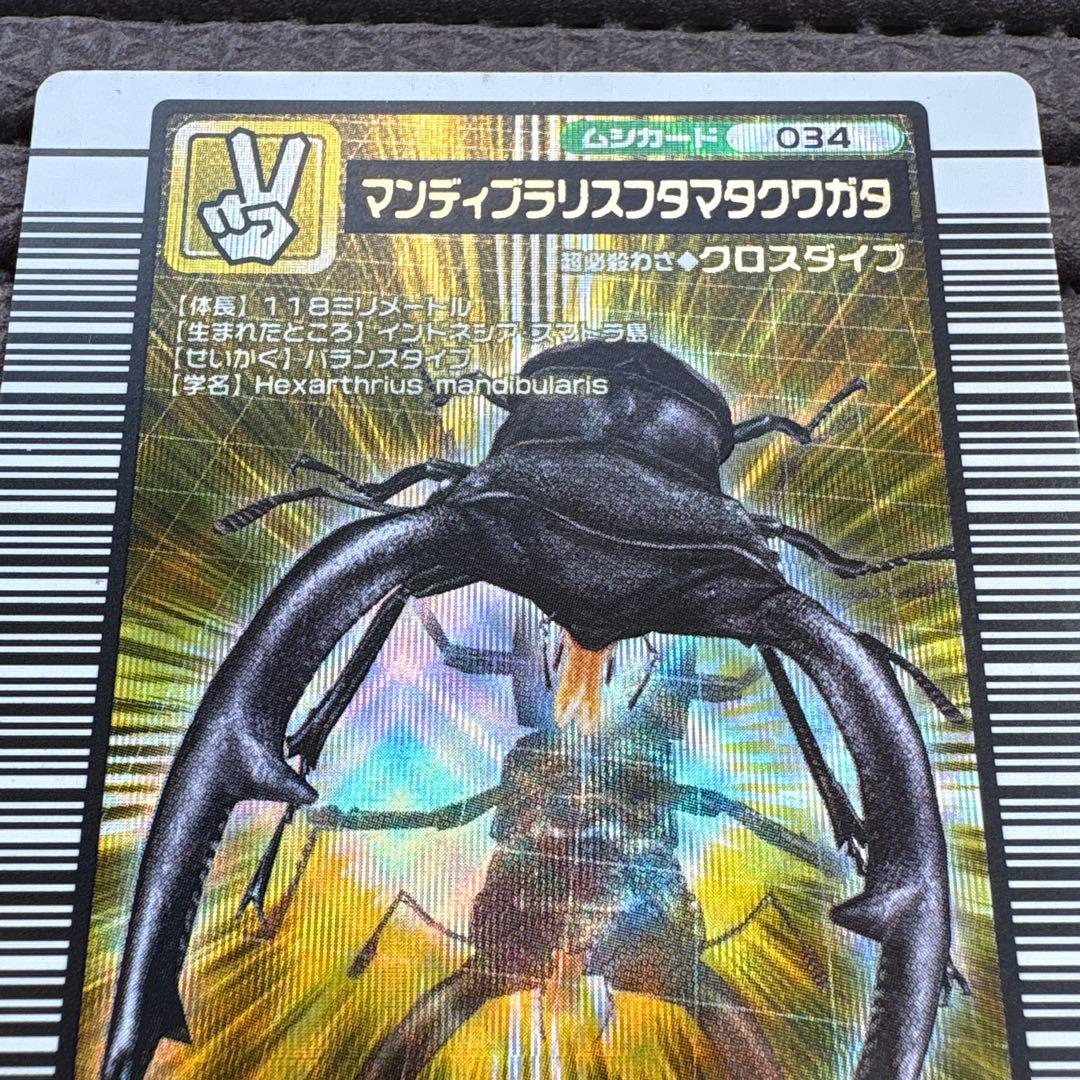 ムシカード 034
マンディブラリスフタマタクワガタ
超必殺わざ◆クロスダイブ
【体長】118ミリメートル
【生まれたところ】インドネシア スマトラ島
【せいかく】バランスタイプ
【学名】Hexarthrius mandibularis